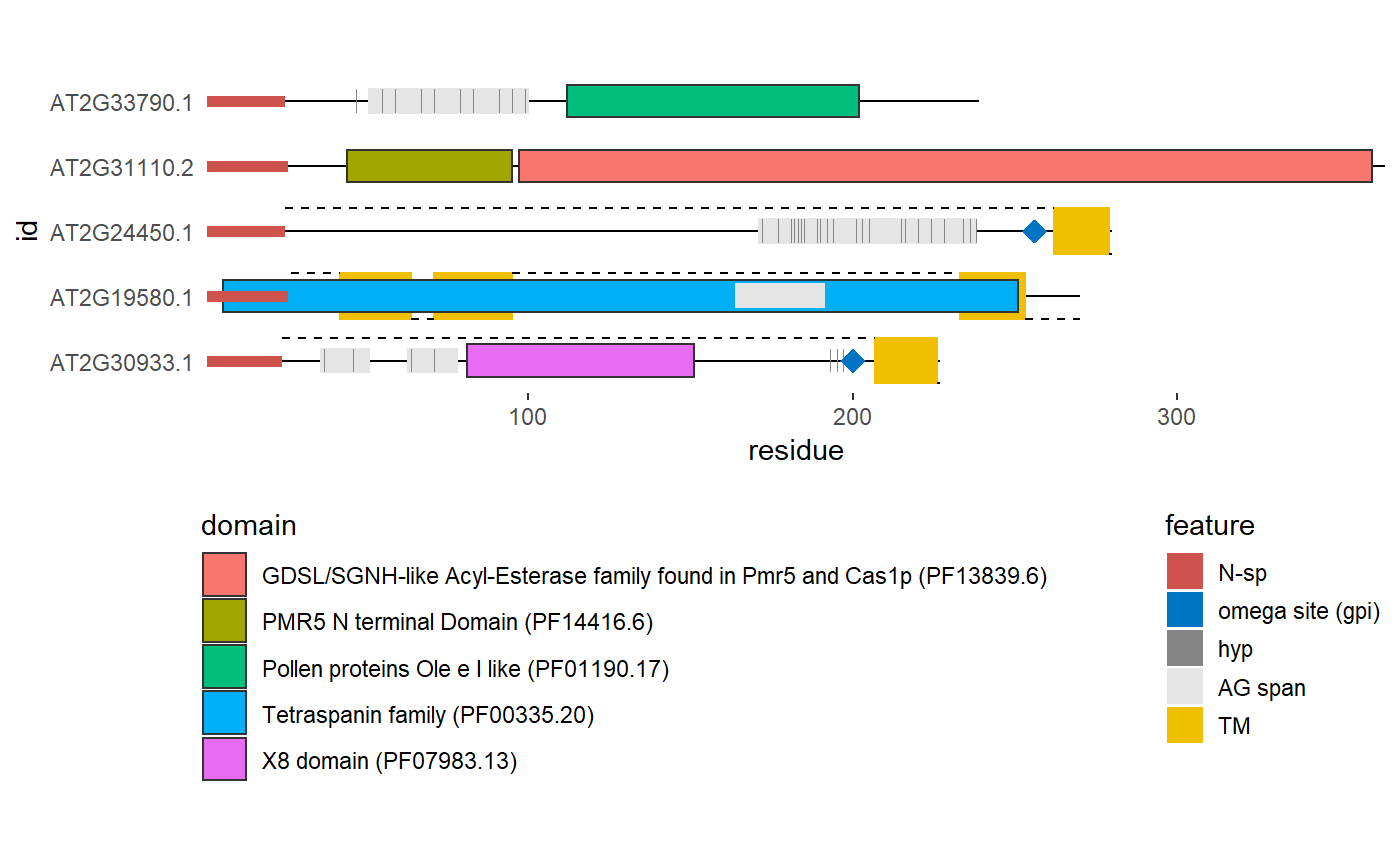 AT2G33790.1
AT2G31110.2
id
AT2G24450.1
AT2G19580.1
AT2G30933.1
100 200 300
residue
domain
GDSL/SGNH-like Acyl-Esterase family found in Pmr5 and Cas1p (PF13839.6)
PMR5 N terminal Domain (PF14416.6)
Pollen proteins Ole e I like (PF01190.17)
Tetraspanin family (PF00335.20)
X8 domain (PF07983.13)
feature
N-sp
omega site (gpi)
hyp
AG span
TM